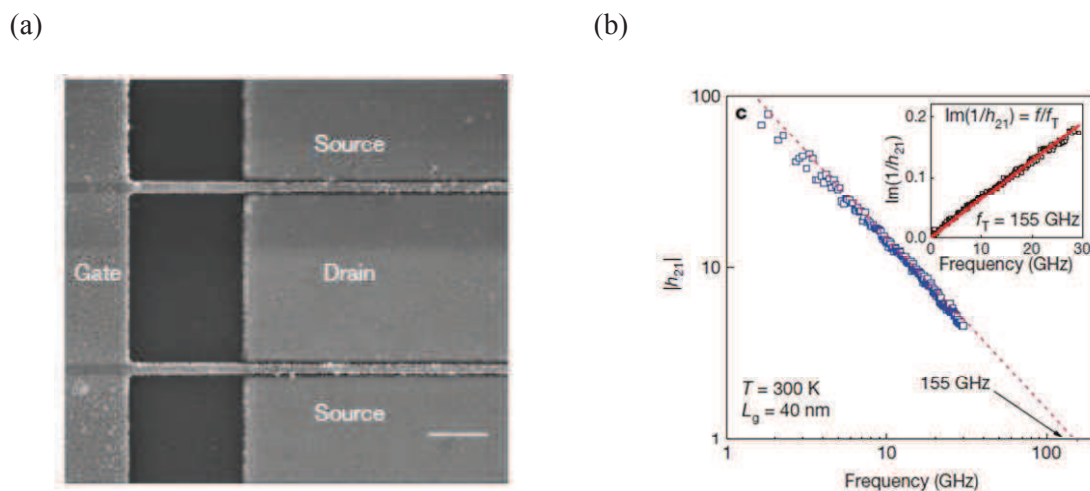 (a)
(b)
Source
Gate
Drain
Source
c
100
10
1
|h21|
1
10
100
Frequency (GHz)
T = 300 K
Lg = 40 nm
155 GHz
Im(1/h21) = f/fT
fT = 155 GHz
0.2
0.1
0.0
Im(1/h21)
0
10
20
30
Frequency (GHz)